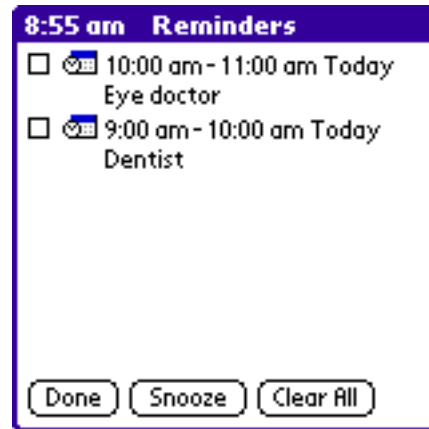 8:55 am Reminders
10:00 am - 11:00 am Today
Eye doctor
9:00 am - 10:00 am Today
Dentist
Done Snooze Clear All